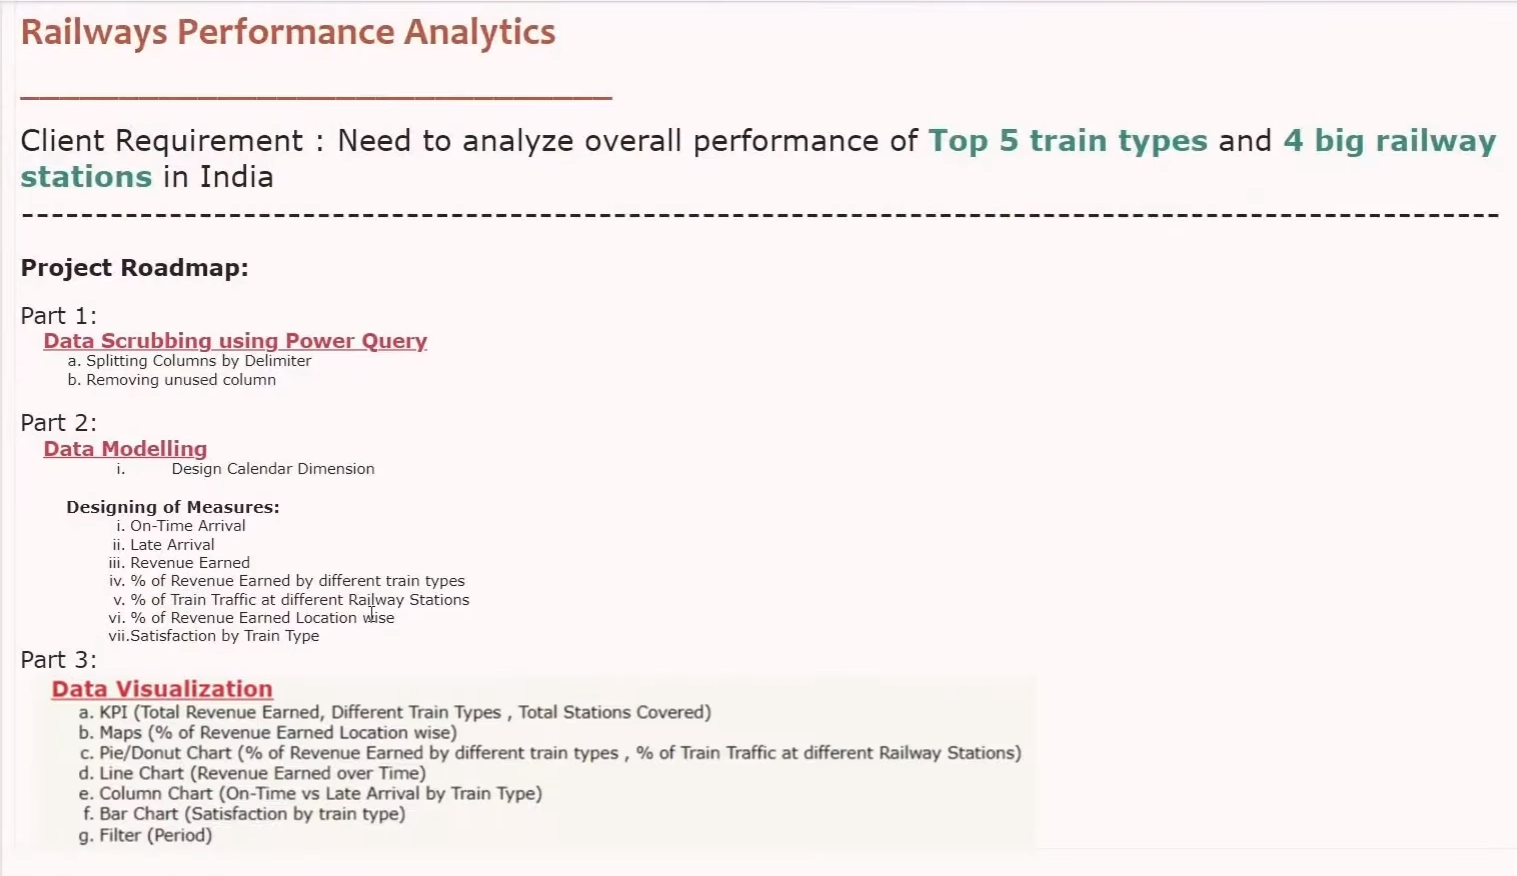 Railways Performance Analytics
______________________________
Client Requirement : Need to analyze overall performance of Top 5 train types and 4 big railway
stations in India
----------------------------------------------------------------------------------------------------
Project Roadmap:
Part 1:
Data Scrubbing using Power Query
a. Splitting Columns by Delimiter
b. Removing unused column
Part 2:
Data Modelling
i. Design Calendar Dimension
Designing of Measures:
i. On-Time Arrival
ii. Late Arrival
iii. Revenue Earned
iv. % of Revenue Earned by different train types
v. % of Train Traffic at different Railway Stations
vi. % of Revenue Earned Location wise
vii.Satisfaction by Train Type
Part 3:
Data Visualization
a. KPI (Total Revenue Earned, Different Train Types , Total Stations Covered)
b. Maps (% of Revenue Earned Location wise)
c. Pie/Donut Chart (% of Revenue Earned by different train types , % of Train Traffic at different Railway Stations)
d. Line Chart (Revenue Earned over Time)
e. Column Chart (On-Time vs Late Arrival by Train Type)
f. Bar Chart (Satisfaction by train type)
g. Filter (Period)